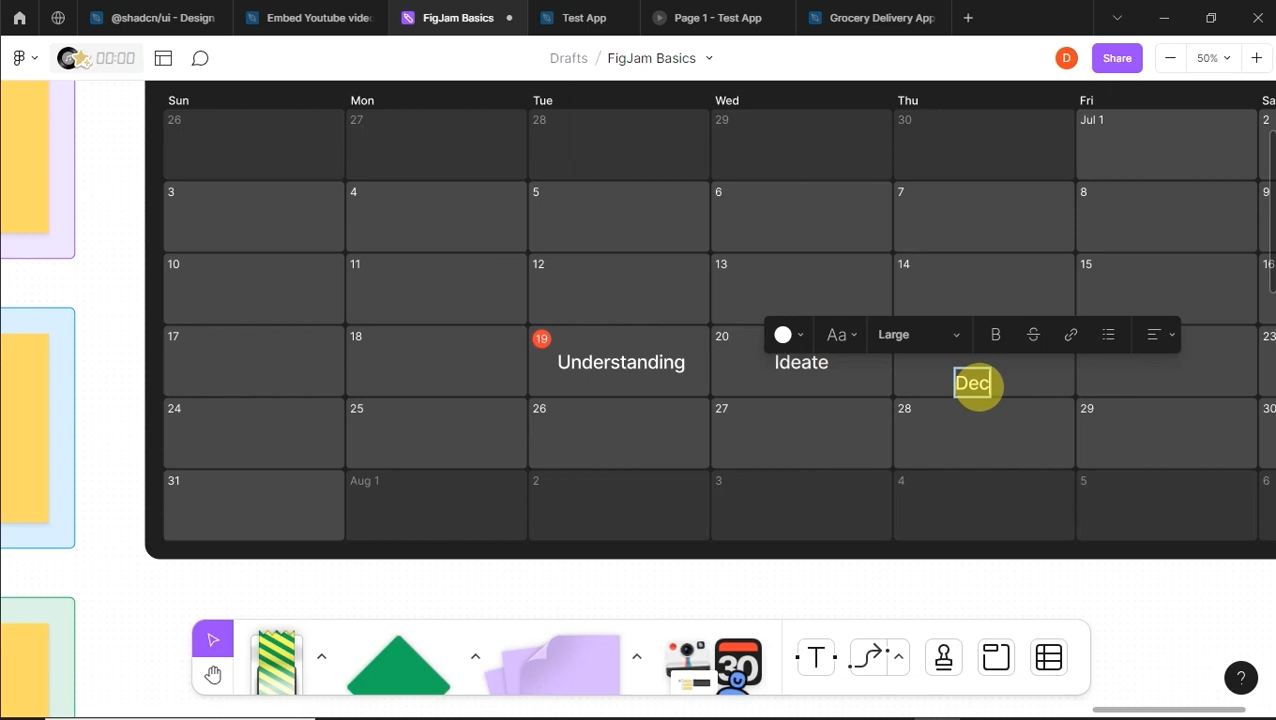 @shadcn/ui - Design
Embed Youtube vide
FigJam Basics
Test App
Page 1 - Test App
Grocery Delivery App
00:00
Drafts / FigJam Basics
D
Share
50%
Sun Mon Tue Wed Thu Fri Sa
26 27 28 29 30 Jul 1 2
3 4 5 6 7 8 9
10 11 12 13 14 15 16
17 18 19 20 23
Understanding Ideate Dec
Aa Large B S
24 25 26 27 28 29 30
31 Aug 1 2 3 4 5 6
30
T
?